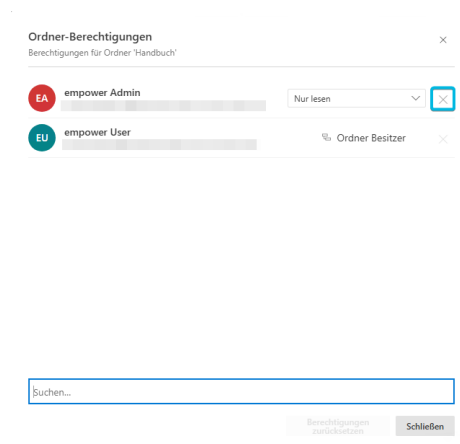 Ordner-Berechtigungen
Berechtigungen für Ordner 'Handbuch'
EA
empower Admin
Nur lesen
EU
empower User
Ordner Besitzer
Suchen...
Berechtigungen
zurücksetzen
Schließen